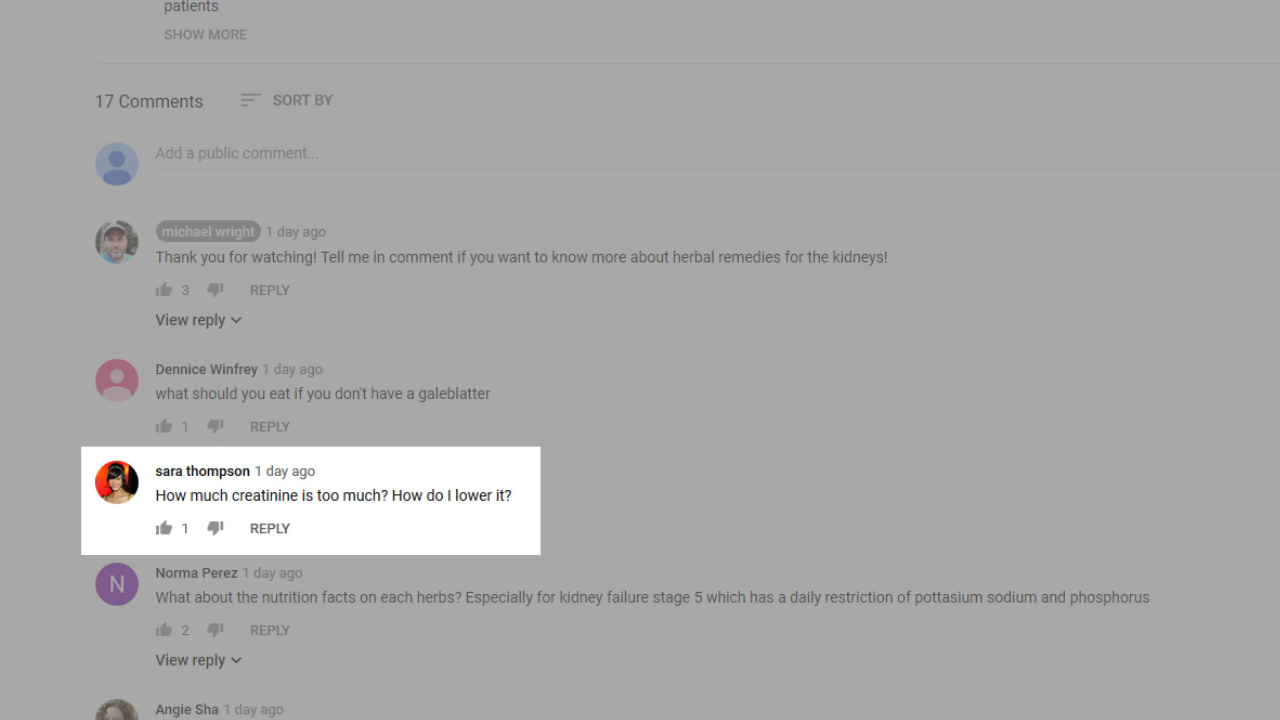 patients
SHOW MORE
17 Comments SORT BY
Add a public comment...
michael wright 1 day ago
Thank you for watching! Tell me in comment if you want to know more about herbal remedies for the kidneys!
3 REPLY
View reply
Dennice Winfrey 1 day ago
what should you eat if you don't have a galeblatter
1 REPLY
sara thompson 1 day ago
How much creatinine is too much? How do I lower it?
1 REPLY
N
Norma Perez 1 day ago
What about the nutrition facts on each herbs? Especially for kidney failure stage 5 which has a daily restriction of pottasium sodium and phosphorus
2 REPLY
View reply
Angie Sha 1 day ago